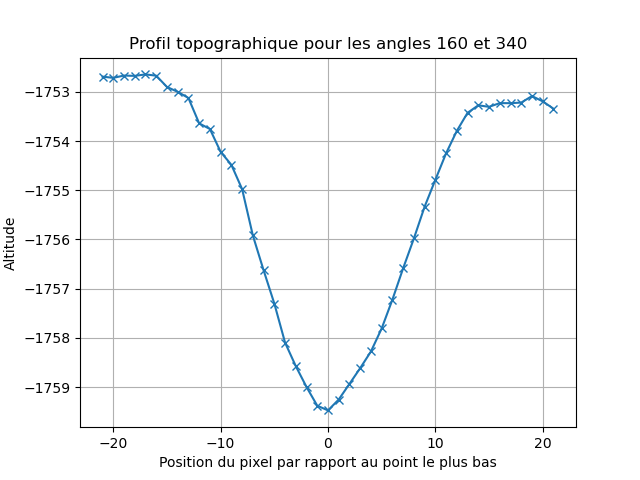 Profil topographique pour les angles 160 et 340
−1753
−1754
−1755
−1756
−1757
−1758
−1759
Altitude
−20 −10 0 10 20
Position du pixel par rapport au point le plus bas